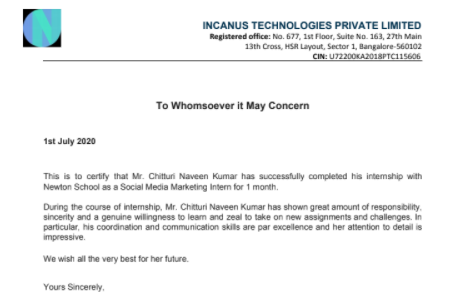 INCANUS TECHNOLOGIES PRIVATE LIMITED
Registered office: No. 677, 1st Floor, Suite No. 163, 27th Main
13th Cross, HSR Layout, Sector 1, Bangalore-560102
CIN: U72200KA2018PTC115606
To Whomsoever it May Concern
1st July 2020
This is to certify that Mr. Chitturi Naveen Kumar has successfully completed his internship with
Newton School as a Social Media Marketing Intern for 1 month.
During the course of internship, Mr. Chitturi Naveen Kumar has shown great amount of responsibility,
sincerity and a genuine willingness to learn and zeal to take on new assignments and challenges. In
particular, his coordination and communication skills are par excellence and her attention to detail is
impressive.
We wish all the very best for her future.
Yours Sincerely,